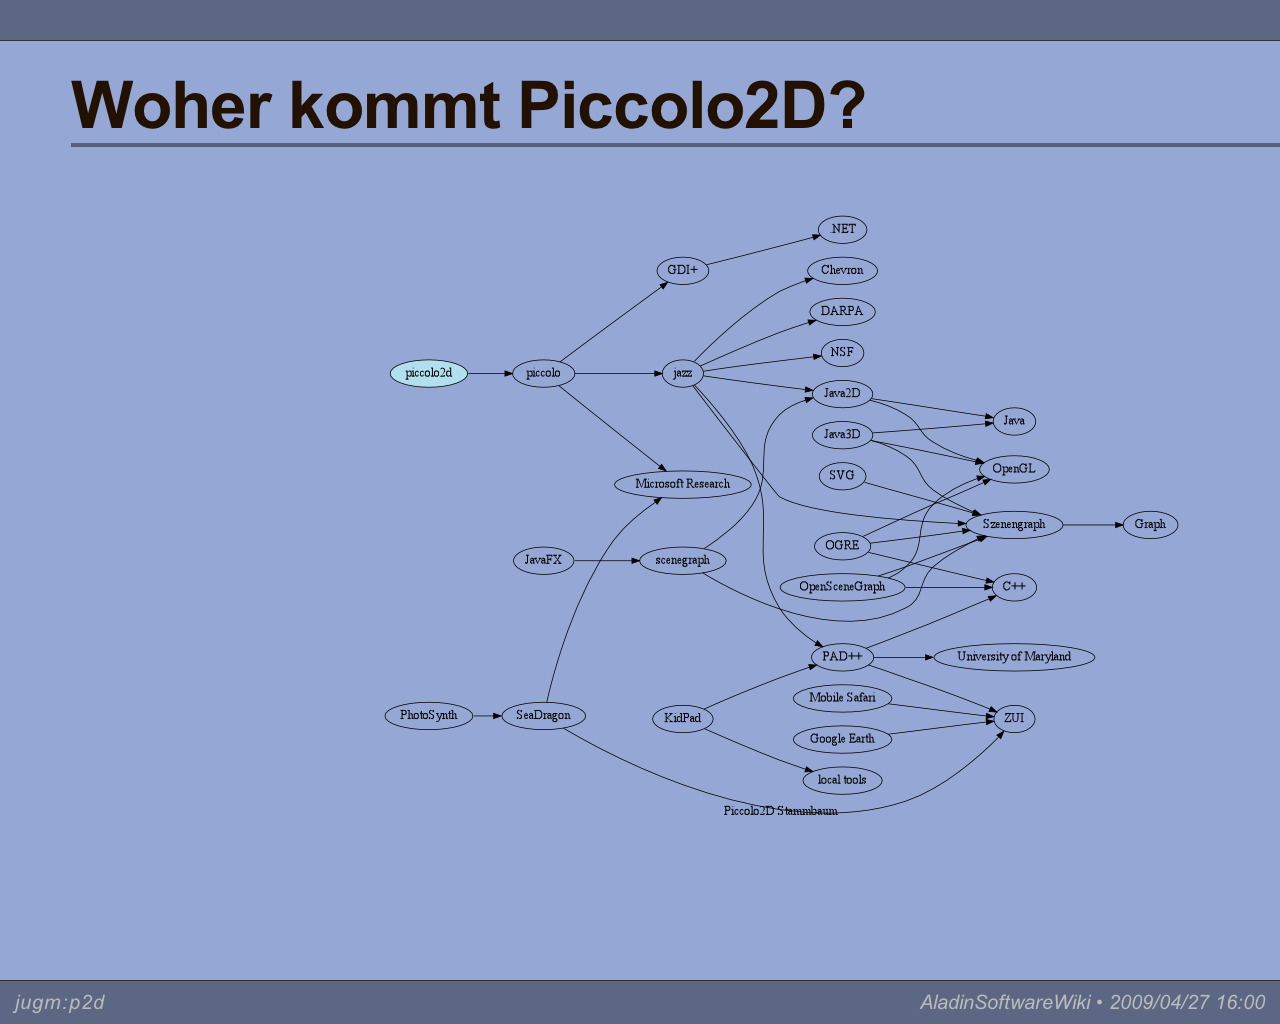 Woher kommt Piccolo2D?
.NET
GDI+
Chevron
DARPA
NSF
piccolo2d
piccolo
jazz
Java2D
Java
Java3D
OpenGL
SVG
Microsoft Research
Szenengraph
Graph
OGRE
JavaFX
scenegraph
OpenSceneGraph
C++
PAD++
University of Maryland
Mobile Safari
PhotoSynth
SeaDragon
KidPad
ZUI
Google Earth
local tools
Piccolo2D Stammbaum
jugm:p2d
AladinSoftwareWiki • 2009/04/27 16:00